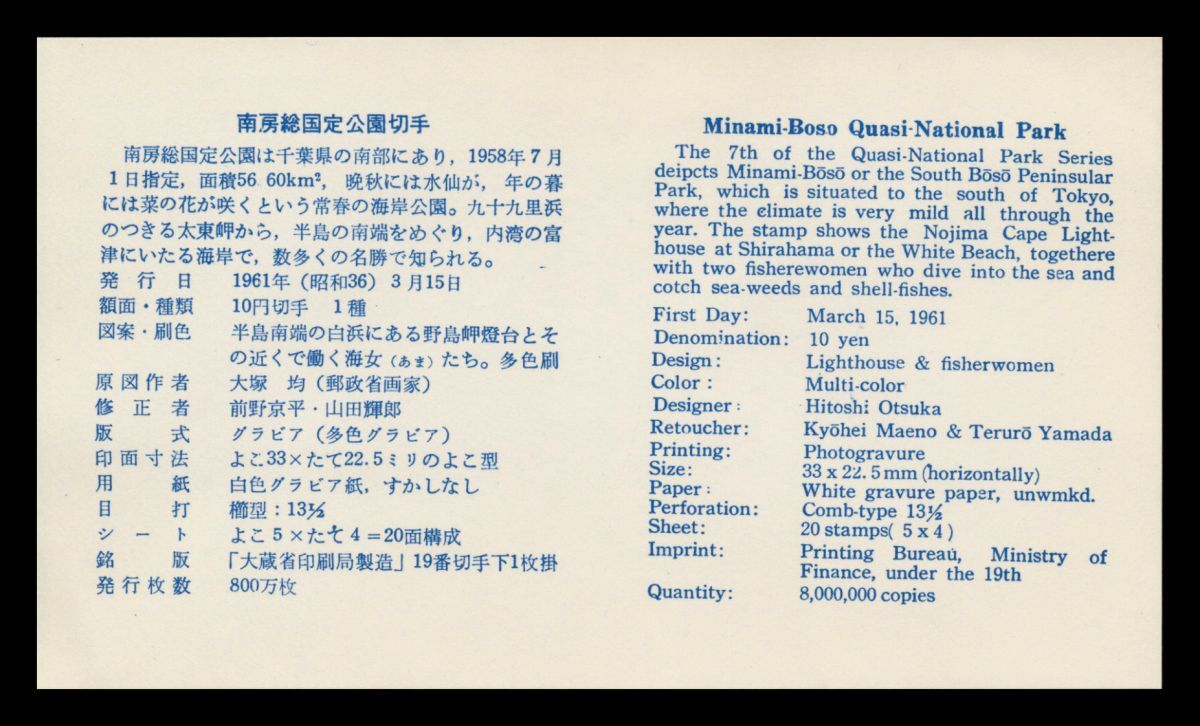 南房総国定公園切手
南房総国定公園は千葉県の南部にあり，1958年7月
1日指定，面積56 60km²，晩秋には水仙が，年の暮
には菜の花が咲くという常春の海岸公園。九十九里浜
のつきる太東岬から，半島の南端をめぐり，内湾の富
津にいたる海岸で，数多くの名勝で知られる。
発行日 1961年（昭和36）3月15日
額面・種類 10円切手 1種
図案・刷色 半島南端の白浜にある野島岬燈台とそ
の近くで働く海女（あま）たち。多色刷
原図作者 大塚 均（郵政省画家）
修正者 前野京平・山田輝郎
版式 グラビア（多色グラビア）
印面寸法 よこ33×たて22.5ミリのよこ型
用紙 白色グラビア紙，すかしなし
目打 櫛型：13½
シート よこ5×たて4＝20面構成
銘版 「大蔵省印刷局製造」19番切手下1枚掛
発行枚数 800万枚
Minami-Boso Quasi-National Park
The 7th of the Quasi-National Park Series
deipcts Minami-Bōsō or the South Bōsō Peninsular
Park, which is situated to the south of Tokyo,
where the climate is very mild all through the
year. The stamp shows the Nojima Cape Light-
house at Shirahama or the White Beach, togethere
with two fisherewomen who dive into the sea and
cotch sea-weeds and shell-fishes.
First Day: March 15, 1961
Denomination: 10 yen
Design: Lighthouse & fisherwomen
Color: Multi-color
Designer: Hitoshi Otsuka
Retoucher: Kyōhei Maeno & Terurō Yamada
Printing: Photogravure
Size: 33 x 22.5 mm (horizontally)
Paper: White gravure paper, unwmkd.
Perforation: Comb-type 13½
Sheet: 20 stamps( 5 x 4 )
Imprint: Printing Bureau, Ministry of
Finance, under the 19th
Quantity: 8,000,000 copies